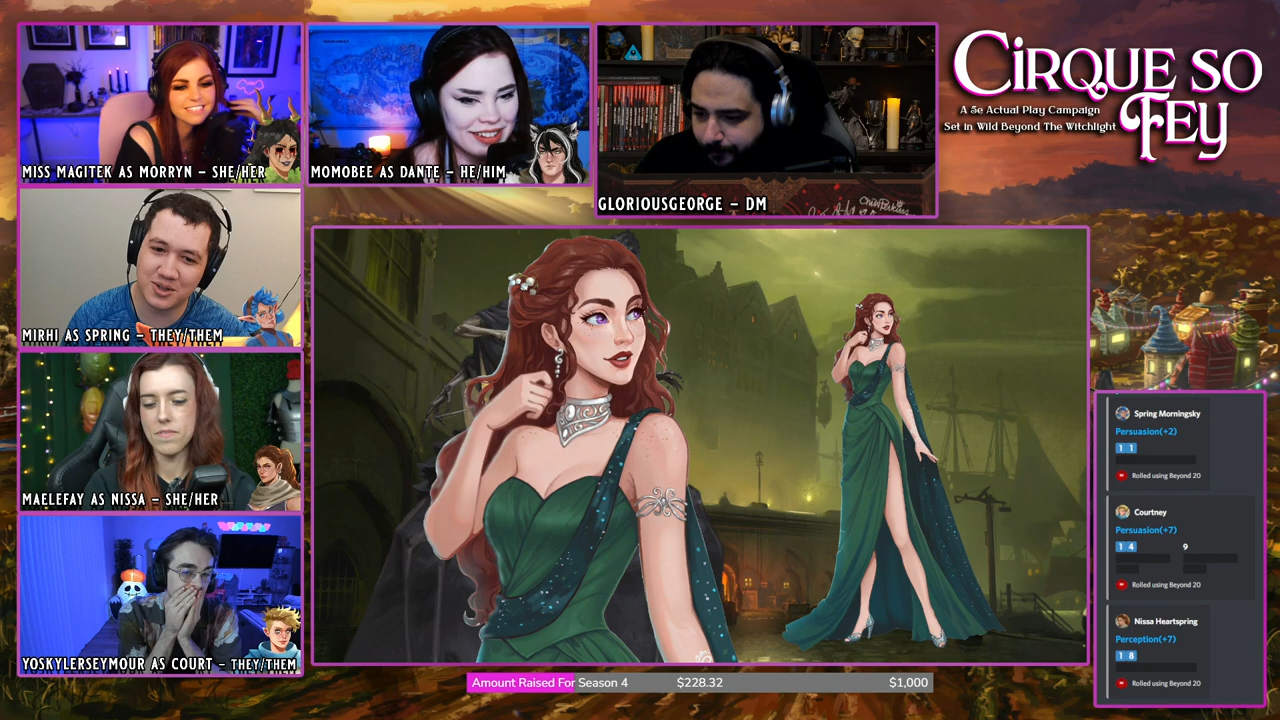 CIRQUE SO
FEY
A 5e Actual Play Campaign
Set in Wild Beyond The Witchlight
MISS MAGITEK AS MORRYN – SHE/HER
MOMOBEE AS DANTE – HE/HIM
GLORIOUSGEORGE – DM
MIRHI AS SPRING – THEY/THEM
MAELEFAY AS NISSA – SHE/HER
YOSKYLERSEYMOUR AS COURT – THEY/THEM
Spring Morningsky
Persuasion(+2)
1 1
Rolled using Beyond 20
Courtney
Persuasion(+7)
1 4 9
Rolled using Beyond 20
Nissa Heartspring
Perception(+7)
1 8
Rolled using Beyond 20
Amount Raised For Season 4 $228.32 $1,000